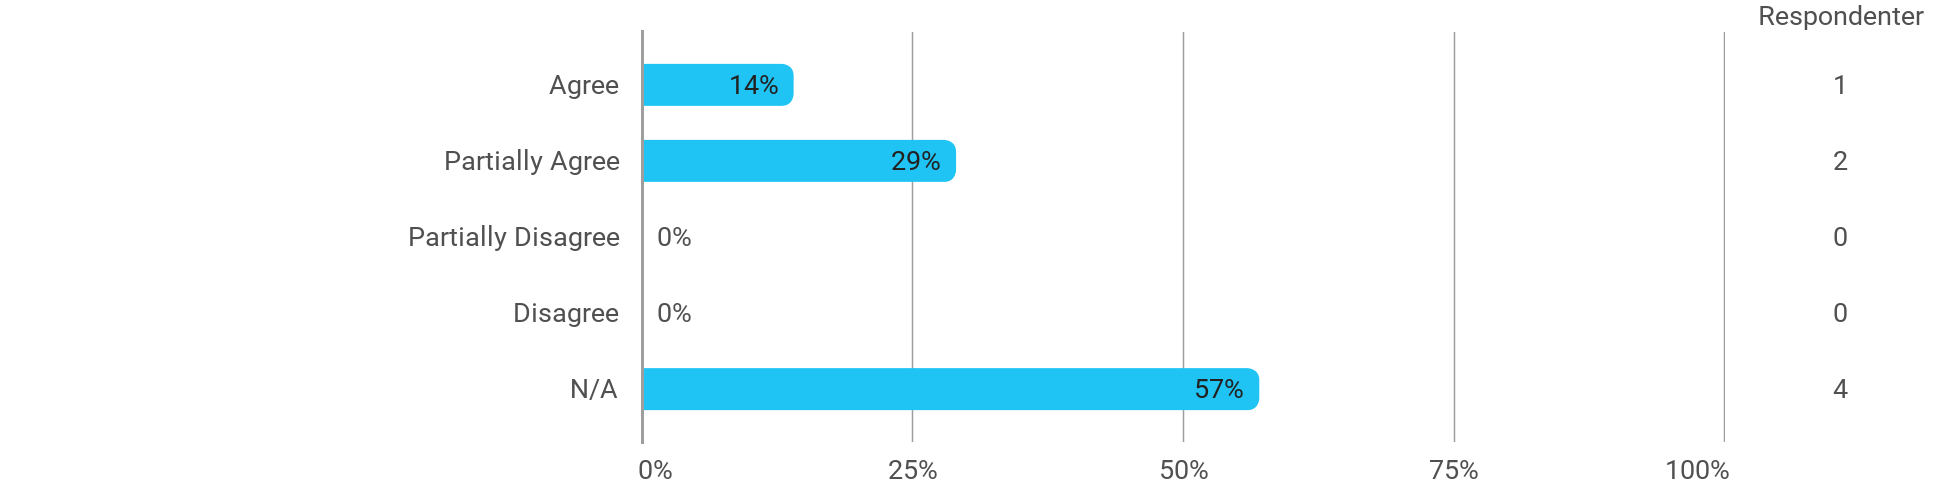 Respondenter
Agree 14% 1
Partially Agree 29% 2
Partially Disagree 0% 0
Disagree 0% 0
N/A 57% 4
0% 25% 50% 75% 100%